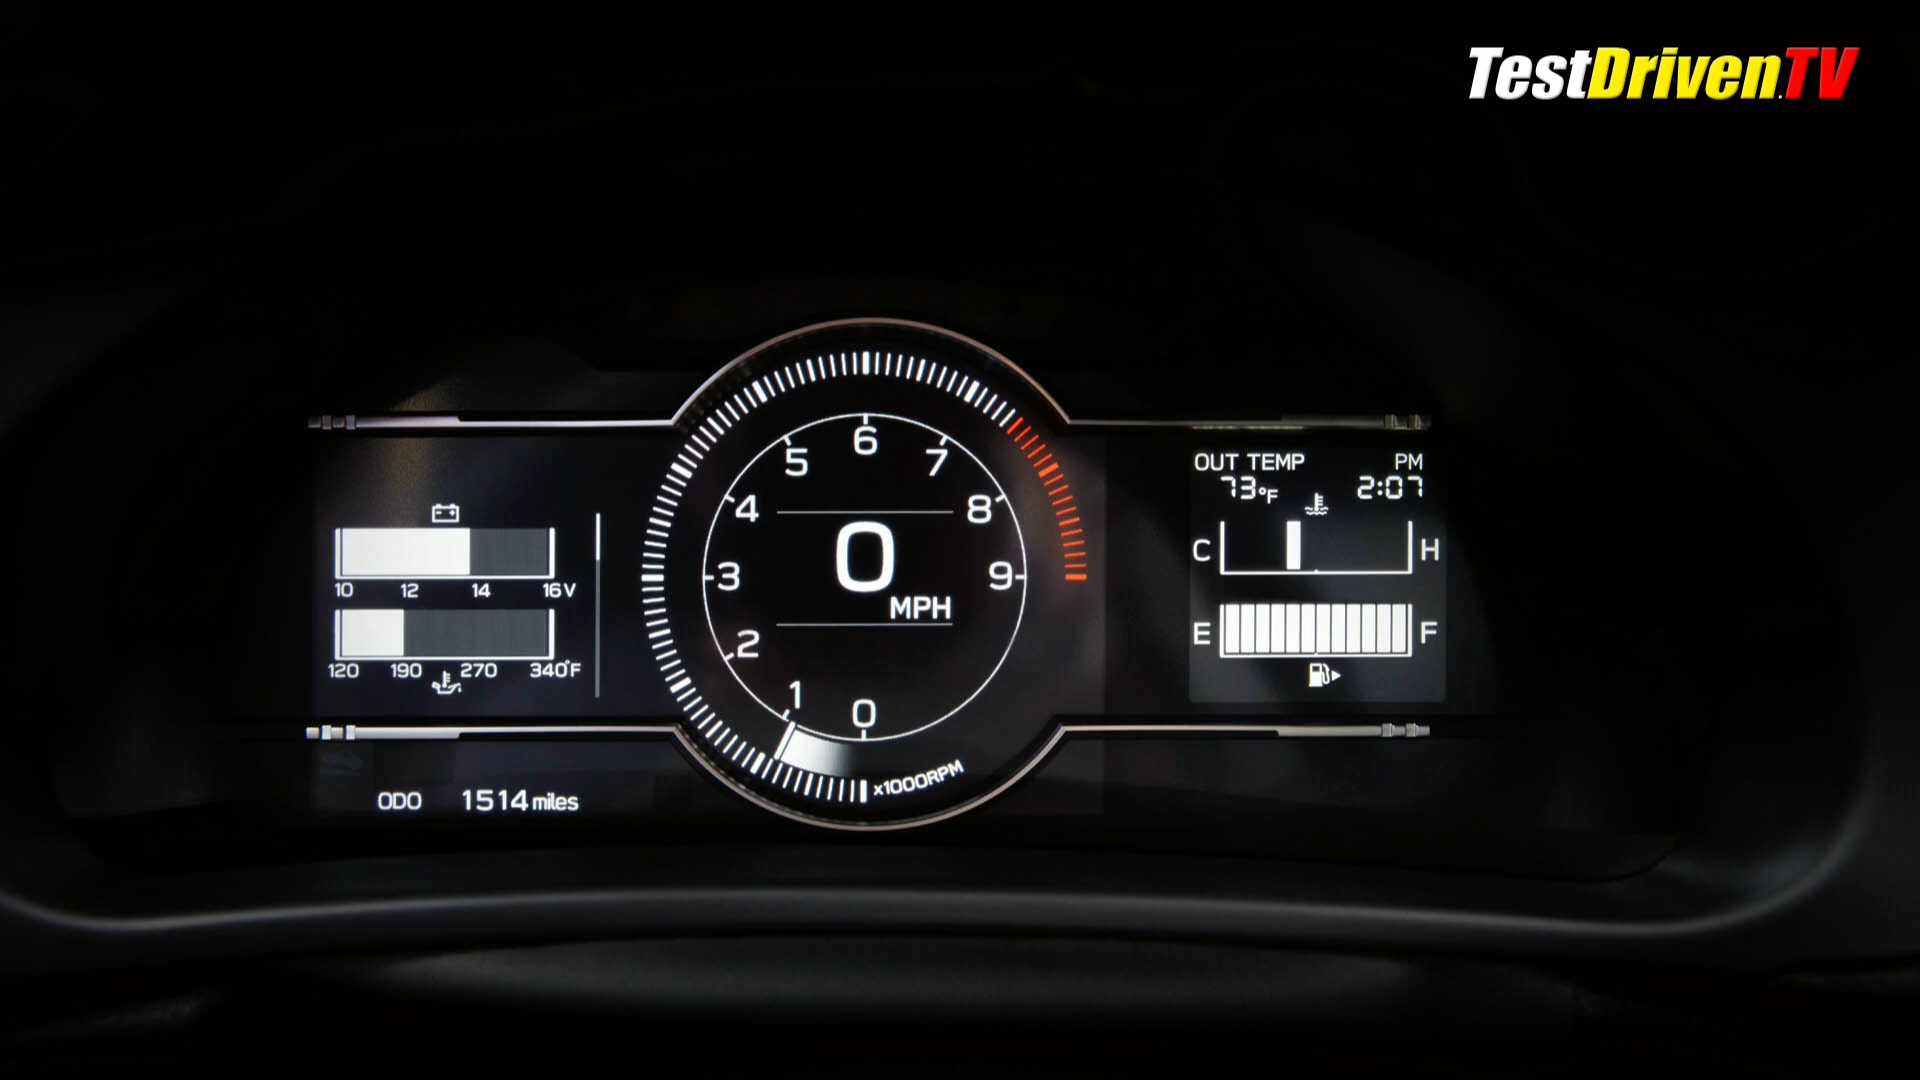 TestDriven.TV
OUT TEMP PM
73°F 2:07
C H
E F
10 12 14 16V
120 190 270 340°F
0 1 2 3 4 5 6 7 8 9
0
MPH
x1000RPM
ODO 1514 miles